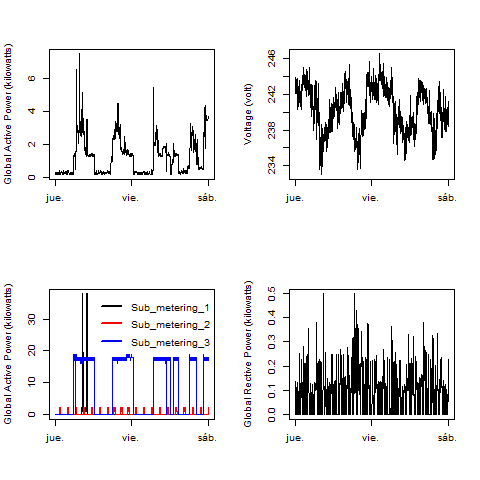 Global Active Power (kilowatts)
6
4
2
0
jue.
vie.
sáb.
Voltage (volt)
246
242
238
234
jue.
vie.
sáb.
Global Active Power (kilowatts)
30
20
10
0
Sub_metering_1
Sub_metering_2
Sub_metering_3
jue.
vie.
sáb.
Global Rective Power (kilowatts)
0.5
0.4
0.3
0.2
0.1
0.0
jue.
vie.
sáb.